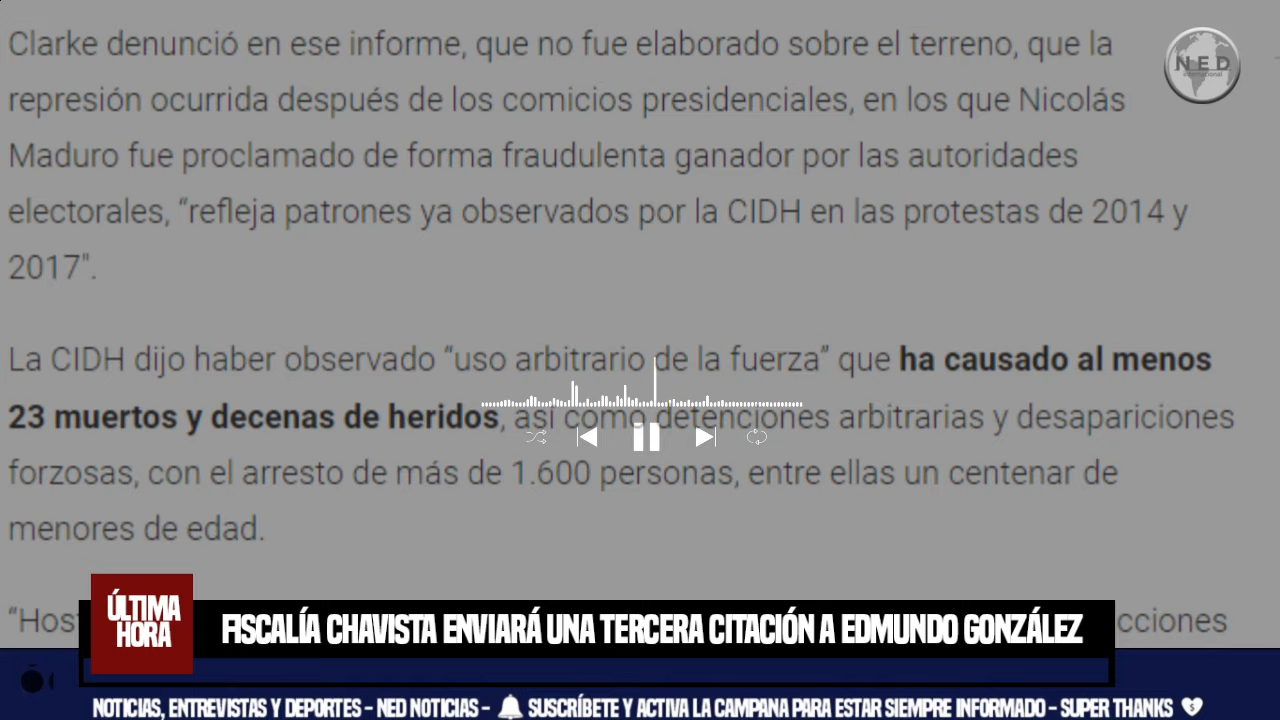 Clarke denunció en ese informe, que no fue elaborado sobre el terreno, que la
NED
internacional
represión ocurrida después de los comicios presidenciales, en los que Nicolás
Maduro fue proclamado de forma fraudulenta ganador por las autoridades
electorales, “refleja patrones ya observados por la CIDH en las protestas de 2014 y
2017".
La CIDH dijo haber observado “uso arbitrario de la fuerza” que ha causado al menos
23 muertos y decenas de heridos, así como detenciones arbitrarias y desapariciones
forzosas, con el arresto de más de 1.600 personas, entre ellas un centenar de
menores de edad.
ÚLTIMA
HORA
FISCALÍA CHAVISTA ENVIARÁ UNA TERCERA CITACIÓN A EDMUNDO GONZÁLEZ
NOTICIAS, ENTREVISTAS Y DEPORTES - NED NOTICIAS - SUSCRÍBETE Y ACTIVA LA CAMPANA PARA ESTAR SIEMPRE INFORMADO - SUPER THANKS